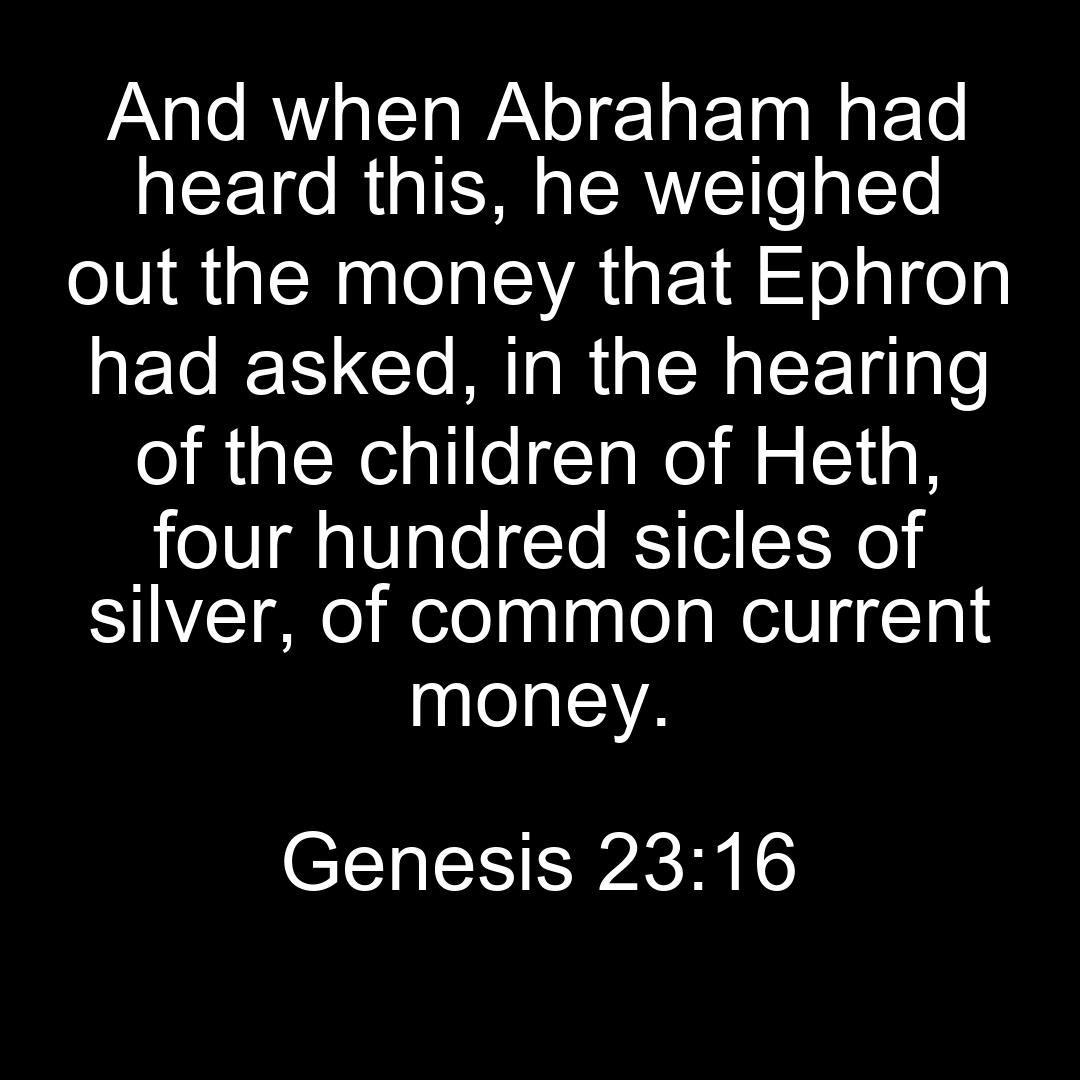 And when Abraham had
heard this, he weighed
out the money that Ephron
had asked, in the hearing
of the children of Heth,
four hundred sicles of
silver, of common current
money.
Genesis 23:16